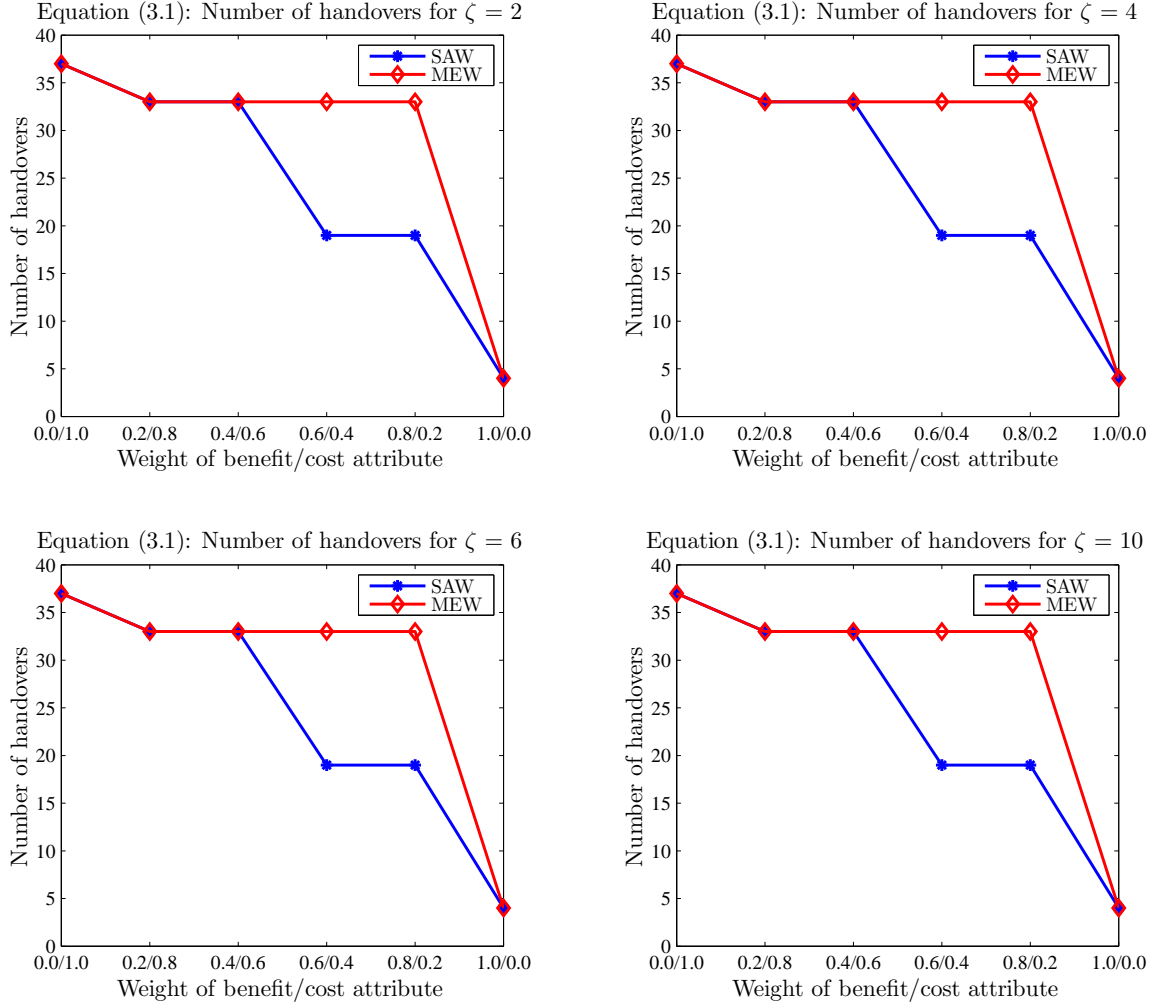 Equation (3.1): Number of handovers for ζ = 2
40
35
30
25
20
15
10
5
0
Number of handovers
SAW
MEW
0.0/1.0 0.2/0.8 0.4/0.6 0.6/0.4 0.8/0.2 1.0/0.0
Weight of benefit/cost attribute
Equation (3.1): Number of handovers for ζ = 4
40
35
30
25
20
15
10
5
0
Number of handovers
SAW
MEW
0.0/1.0 0.2/0.8 0.4/0.6 0.6/0.4 0.8/0.2 1.0/0.0
Weight of benefit/cost attribute
Equation (3.1): Number of handovers for ζ = 6
40
35
30
25
20
15
10
5
0
Number of handovers
SAW
MEW
0.0/1.0 0.2/0.8 0.4/0.6 0.6/0.4 0.8/0.2 1.0/0.0
Weight of benefit/cost attribute
Equation (3.1): Number of handovers for ζ = 10
40
35
30
25
20
15
10
5
0
Number of handovers
SAW
MEW
0.0/1.0 0.2/0.8 0.4/0.6 0.6/0.4 0.8/0.2 1.0/0.0
Weight of benefit/cost attribute